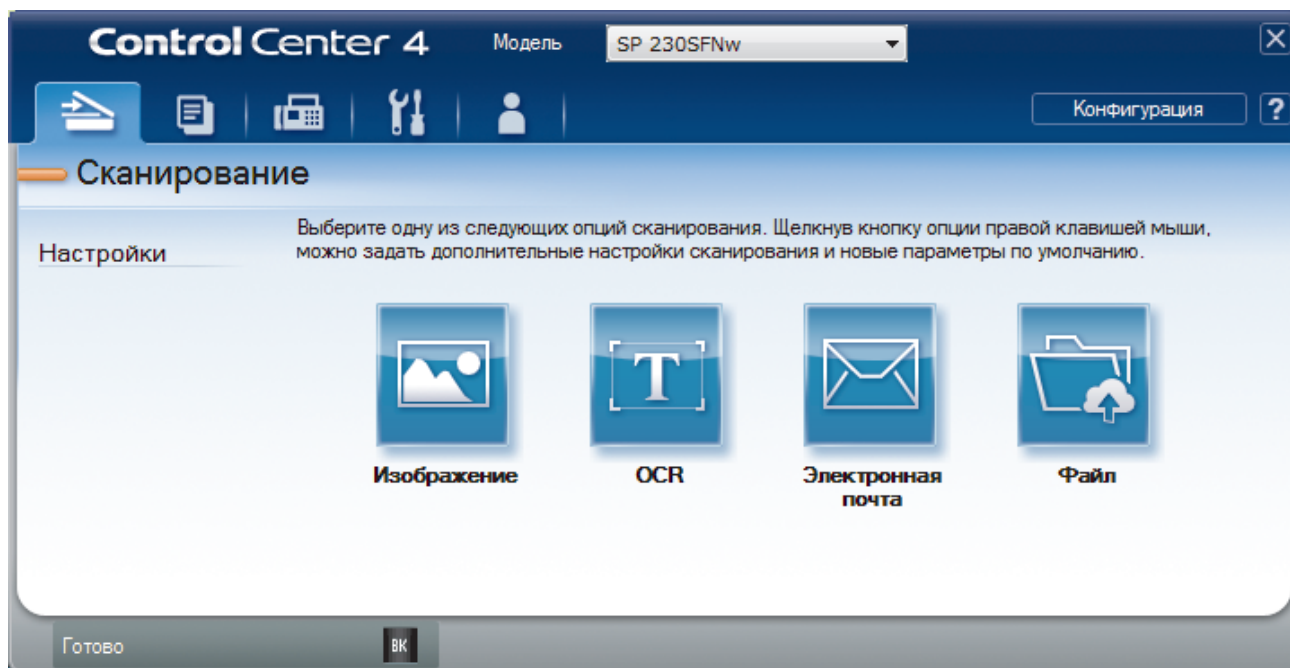 Control Center 4
Модель
SP 230SFNw
Конфигурация
?
Сканирование
Настройки
Выберите одну из следующих опций сканирования. Щелкнув кнопку опции правой клавишей мыши,
можно задать дополнительные настройки сканирования и новые параметры по умолчанию.
T
Изображение
OCR
Электронная
почта
Файл
Готово
BK